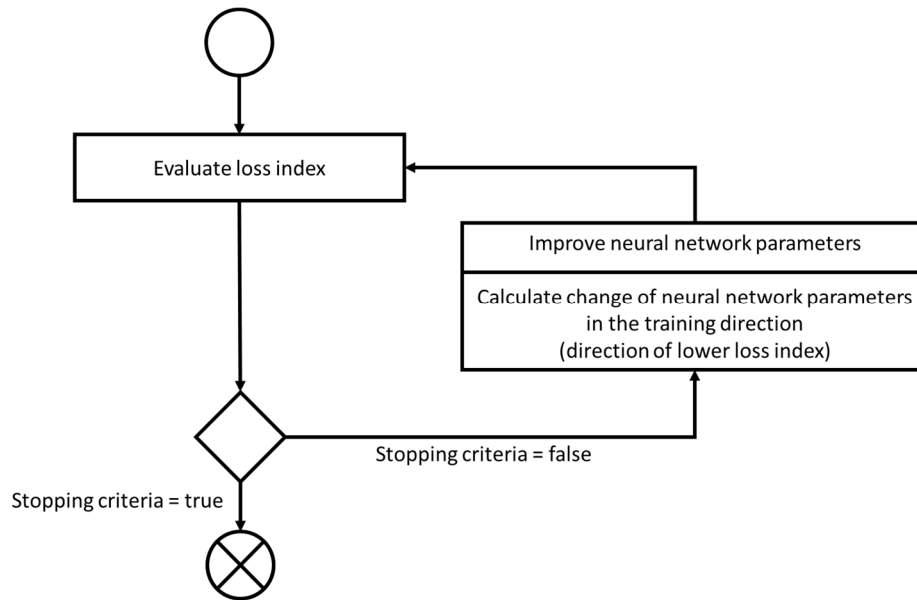 Evaluate loss index
Improve neural network parameters
Calculate change of neural network parameters
in the training direction
(direction of lower loss index)
Stopping criteria = false
Stopping criteria = true